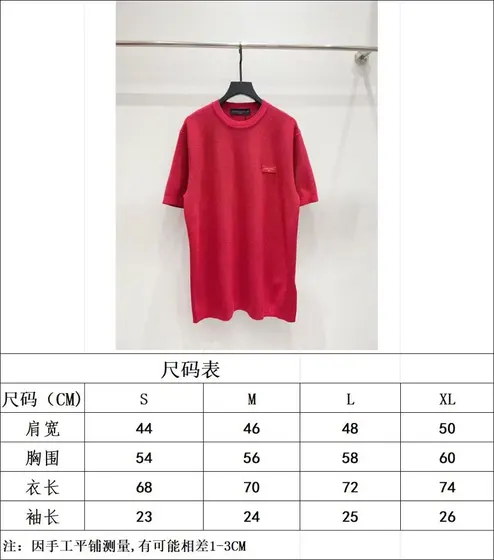 尺码表
尺码（CM) S M L XL
肩宽 44 46 48 50
胸围 54 56 58 60
衣长 68 70 72 74
袖长 23 24 25 26
注：因手工平铺测量,有可能相差1-3CM